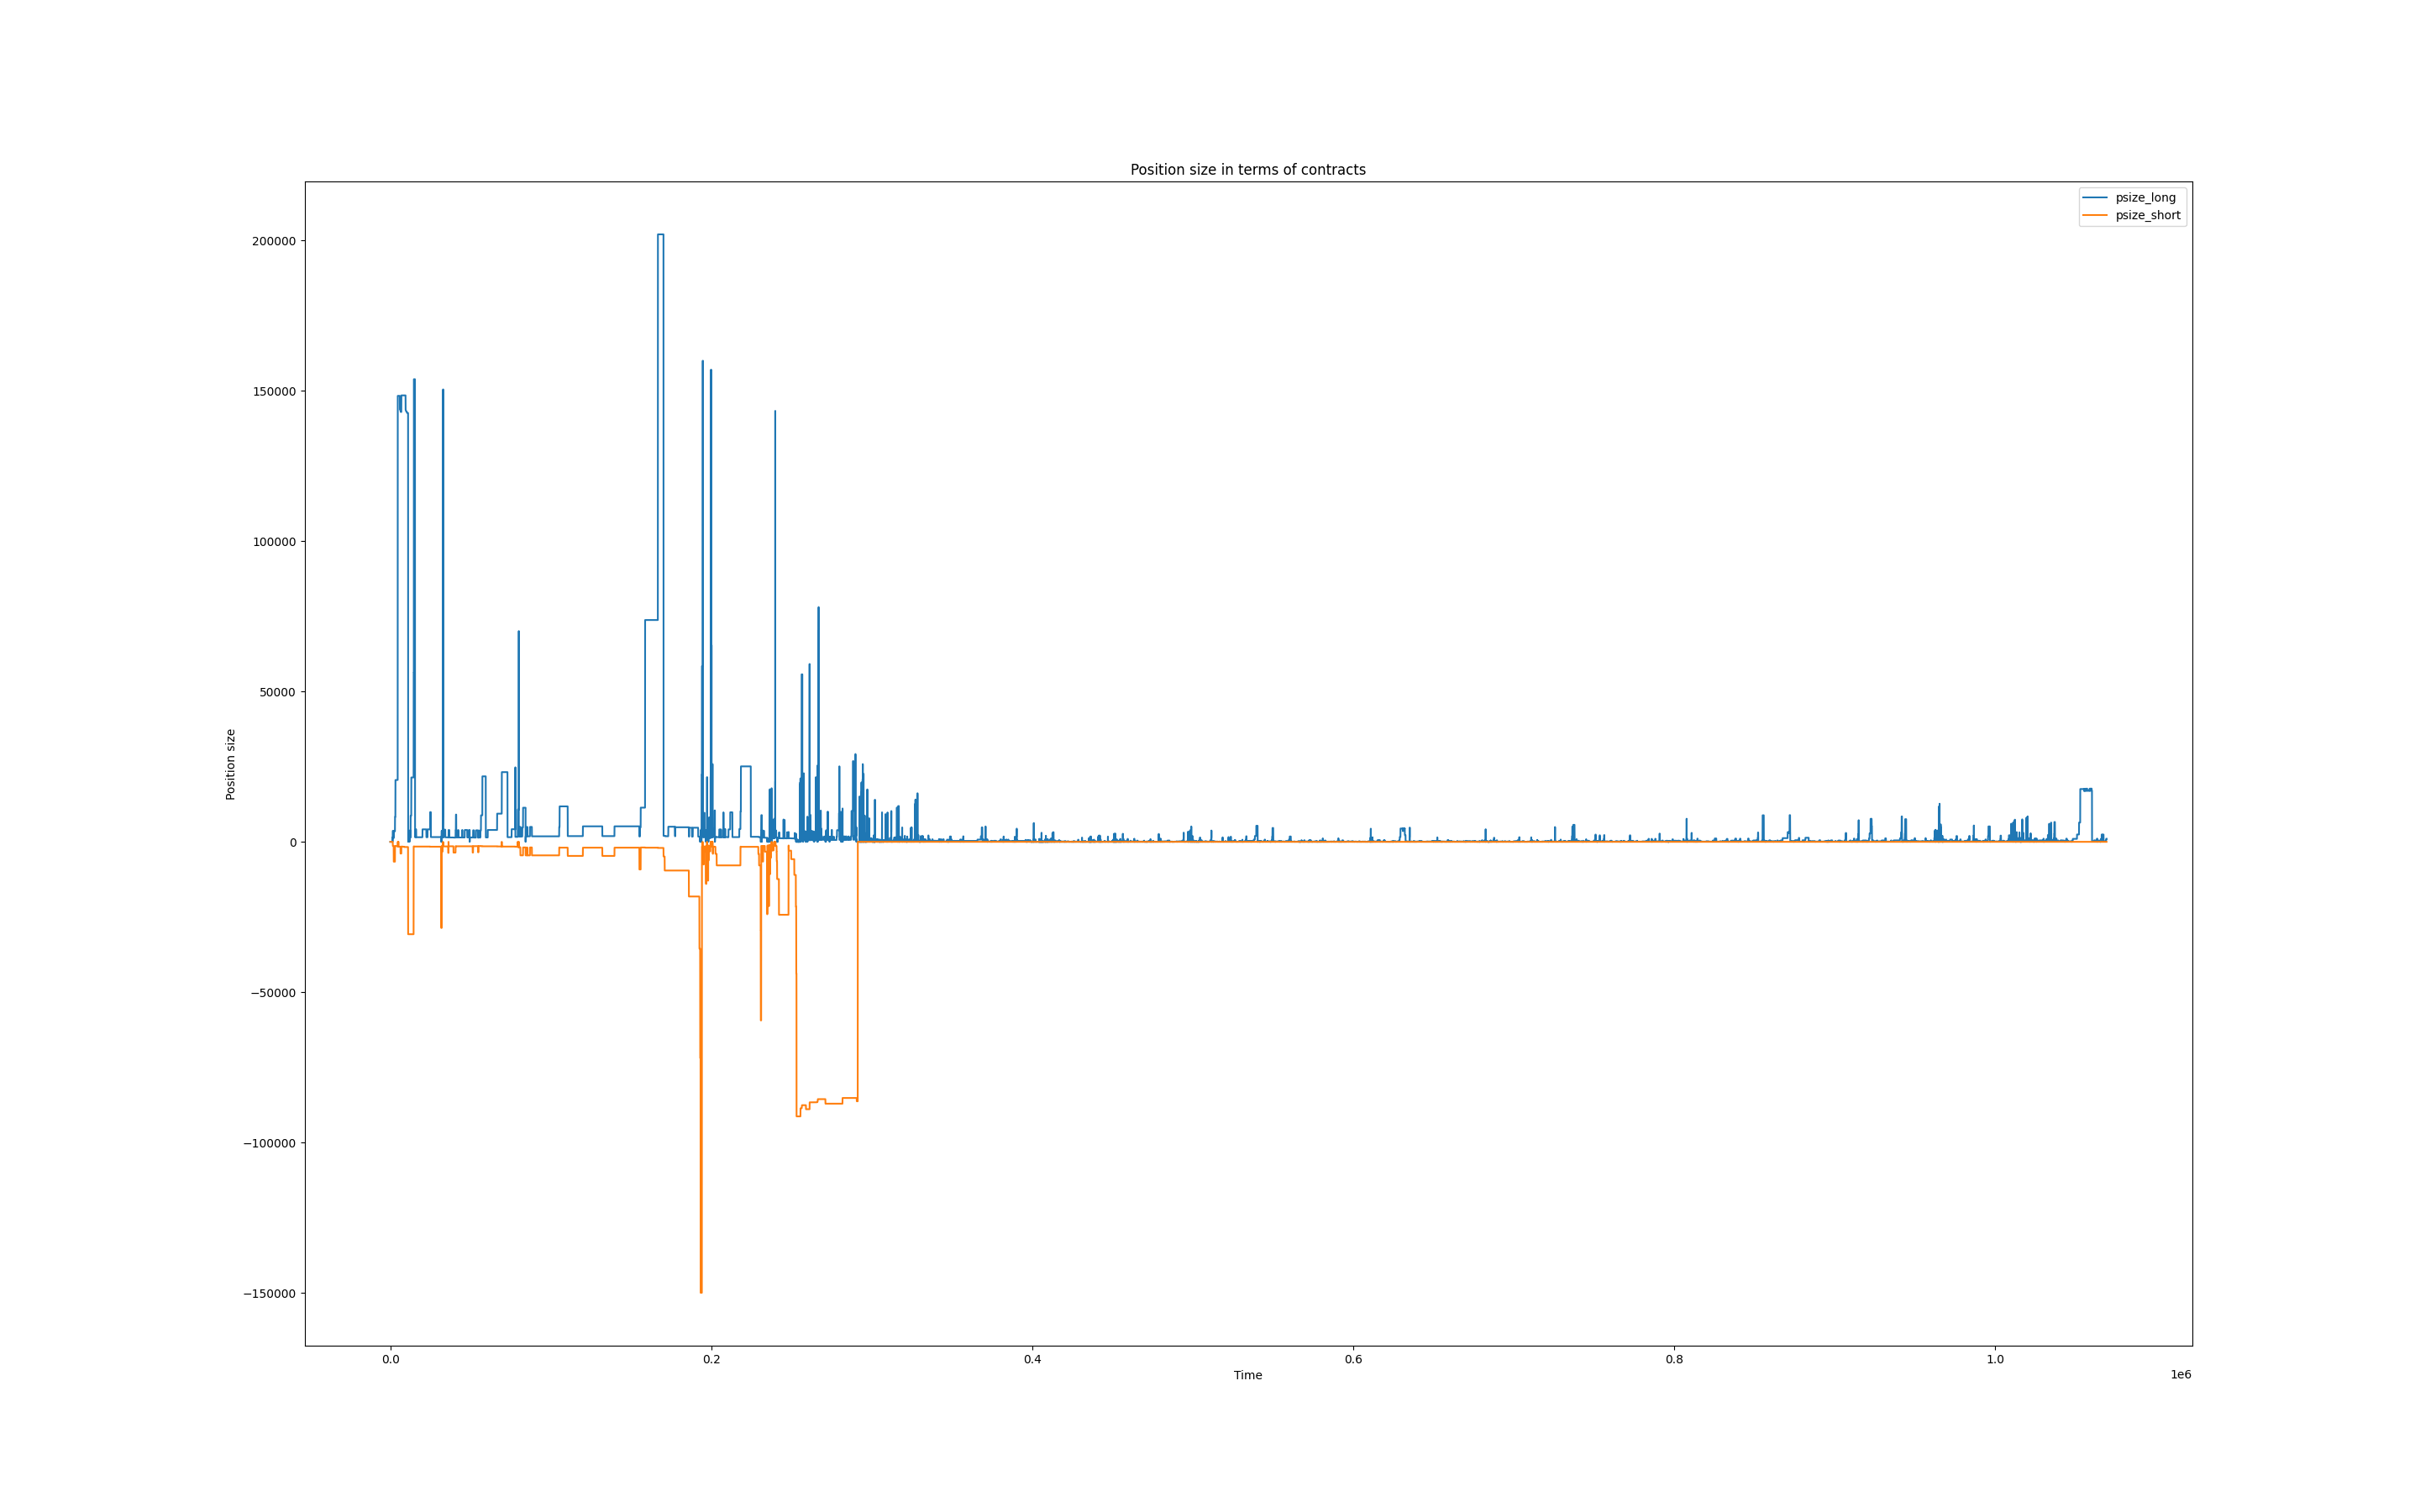 Position size in terms of contracts
psize_long
psize_short
200000
150000
100000
50000
0
−50000
−100000
−150000
Position size
0.0
0.2
0.4
0.6
0.8
1.0
1e6
Time